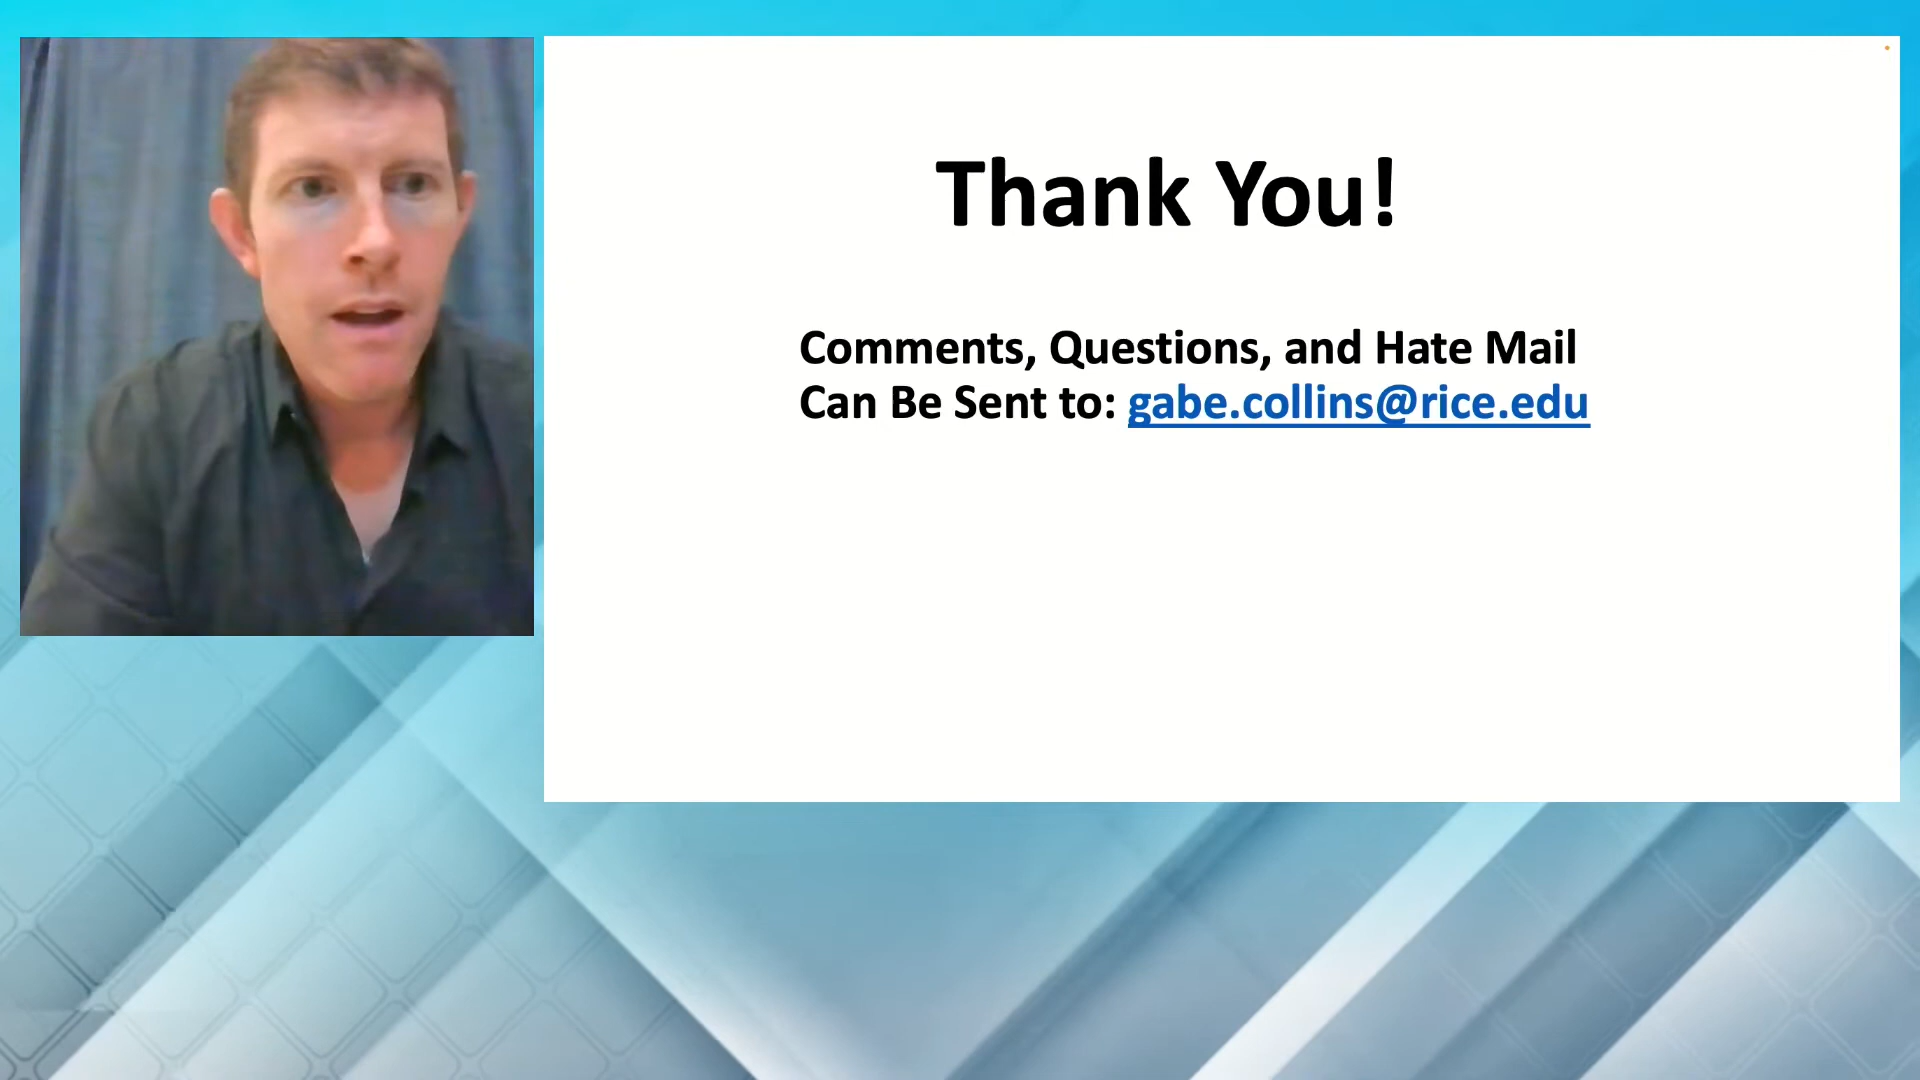 Thank You!
Comments, Questions, and Hate Mail
Can Be Sent to: gabe.collins@rice.edu